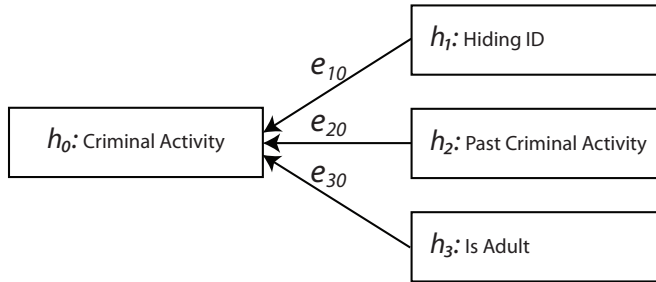 h₁: Hiding ID
e₁₀
h₀: Criminal Activity
e₂₀
h₂: Past Criminal Activity
e₃₀
h₃: Is Adult